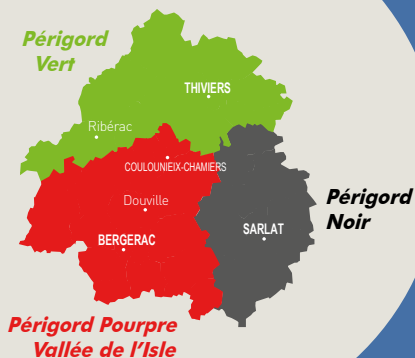 Périgord
Vert
THIVIERS
Ribérac
COULOUNIEIX-CHAMIERS
Douville
BERGERAC
SARLAT
Périgord
Noir
Périgord Pourpre
Vallée de l'Isle